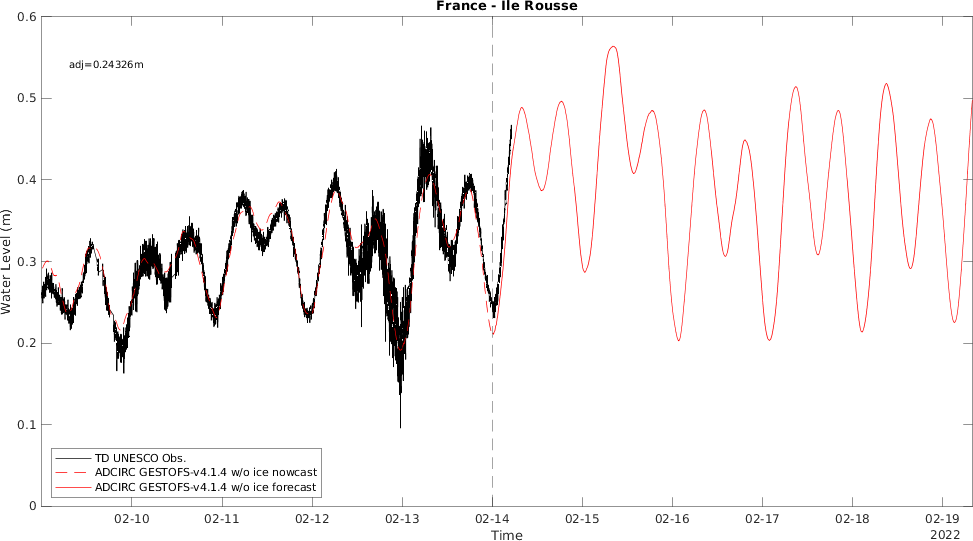 France - Ile Rousse
adj=0.24326m
0.6
0.5
0.4
0.3
0.2
0.1
0
Water Level (m)
TD UNESCO Obs.
ADCIRC GESTOFS-v4.1.4 w/o ice nowcast
ADCIRC GESTOFS-v4.1.4 w/o ice forecast
02-10 02-11 02-12 02-13 02-14 02-15 02-16 02-17 02-18 02-19
2022
Time